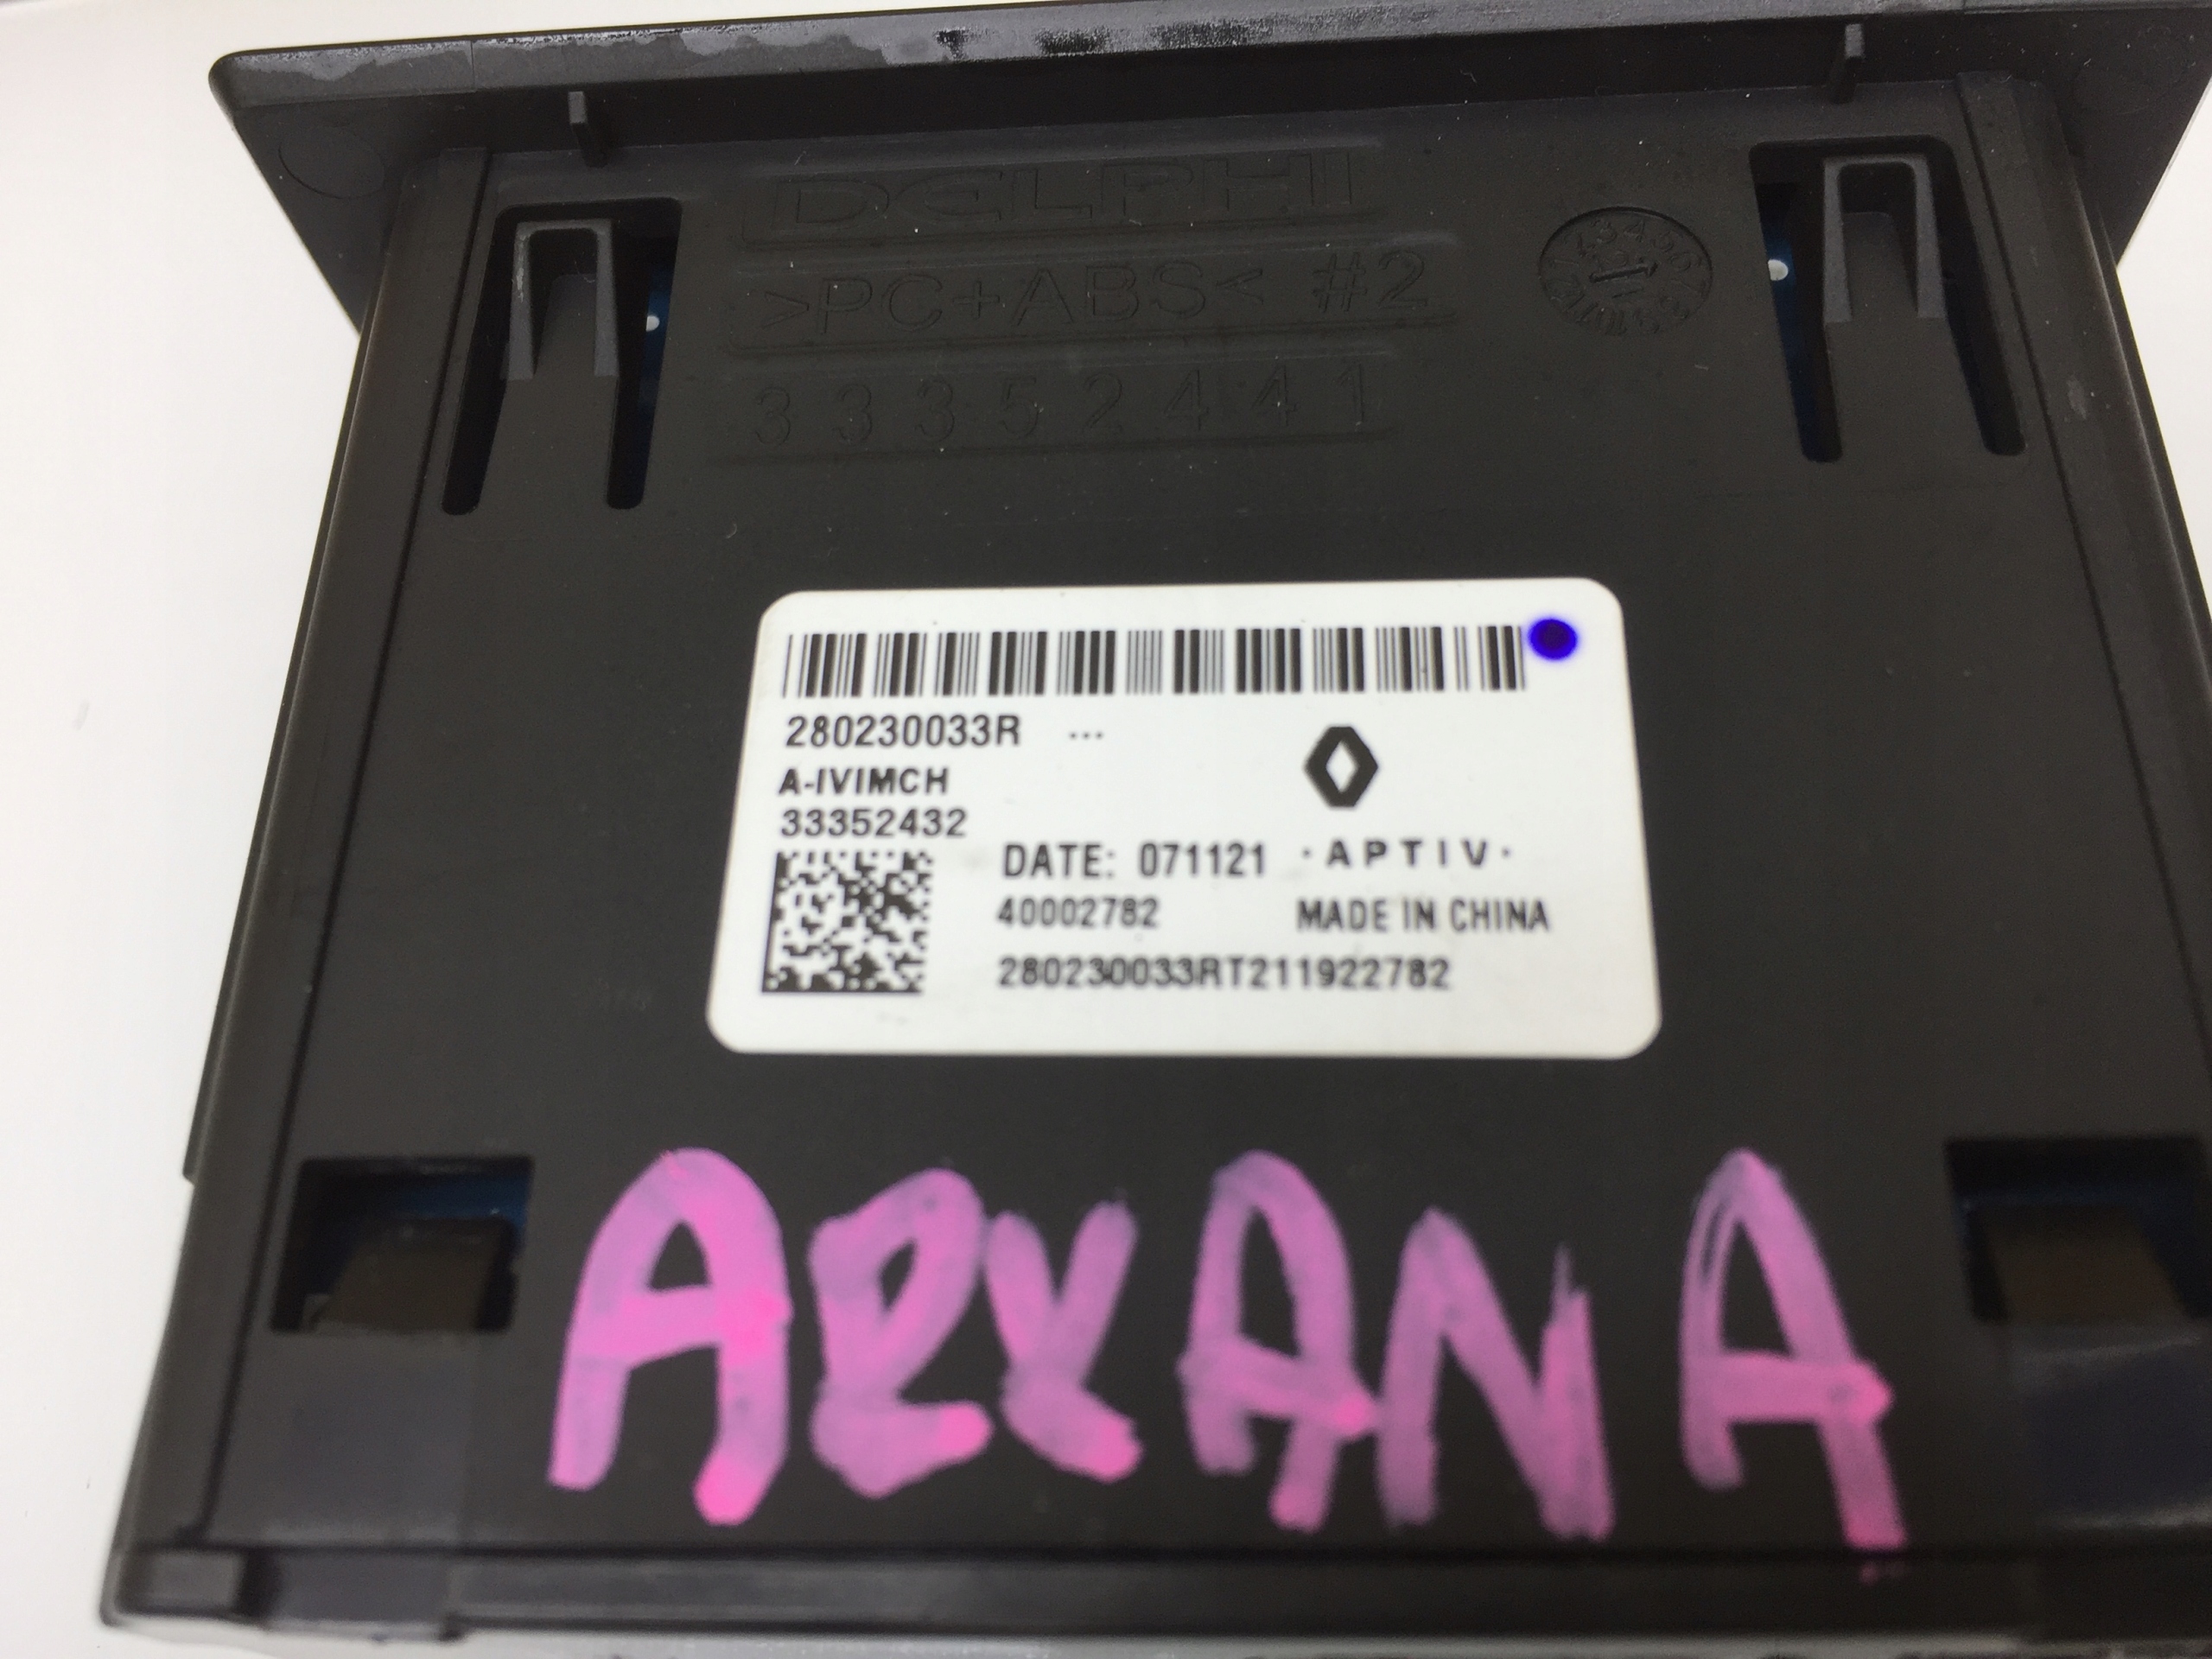 DELPHI
>PC+ABS< #2
33352441
280230033R ...
A-IVIMCH
33352432
DATE: 071121 ·APTIV·
40002782 MADE IN CHINA
280230033RT211922782
ARKANA